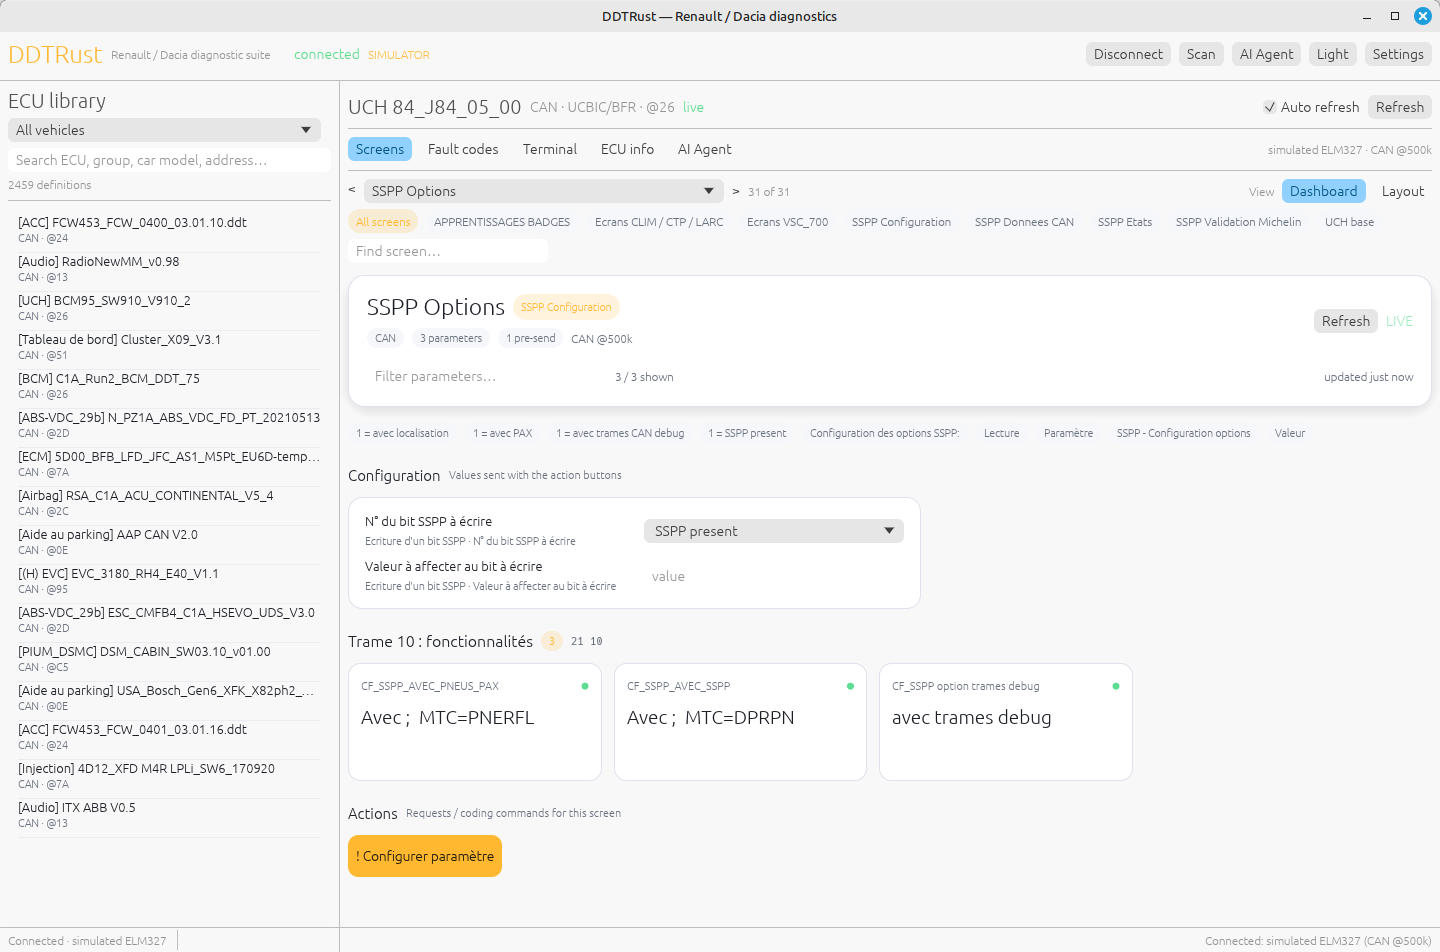 DDTRust — Renault / Dacia diagnostics
DDTRust Renault / Dacia diagnostic suite connected SIMULATOR Disconnect Scan AI Agent Light Settings
ECU library
All vehicles
Search ECU, group, car model, address...
2459 definitions
[ACC] FCW453_FCW_0400_03.01.10.ddt
CAN · @24
[Audio] RadioNewMM_v0.98
CAN · @13
[UCH] BCM95_SW910_V910_2
CAN · @26
[Tableau de bord] Cluster_X09_V3.1
CAN · @51
[BCM] C1A_Run2_BCM_DDT_75
CAN · @26
[ABS-VDC_29b] N_PZ1A_ABS_VDC_FD_PT_20210513
CAN · @2D
[ECM] 5D00_BFB_LFD_JFC_AS1_M5Pt_EU6D-temp...
CAN · @7A
[Airbag] RSA_C1A_ACU_CONTINENTAL_V5_4
CAN · @2C
[Aide au parking] AAP CAN V2.0
CAN · @0E
[(H) EVC] EVC_3180_RH4_E40_V1.1
CAN · @95
[ABS-VDC_29b] ESC_CMFB4_C1A_HSEVO_UDS_V3.0
CAN · @2D
[PIUM_DSMC] DSM_CABIN_SW03.10_v01.00
CAN · @C5
[Aide au parking] USA_Bosch_Gen6_XFK_X82ph2_...
CAN · @0E
[ACC] FCW453_FCW_0401_03.01.16.ddt
CAN · @24
[Injection] 4D12_XFD M4R LPLi_SW6_170920
CAN · @7A
[Audio] ITX ABB V0.5
CAN · @13
UCH 84_J84_05_00 CAN · UCBIC/BFR · @26 live Auto refresh Refresh
Screens Fault codes Terminal ECU info AI Agent simulated ELM327 · CAN @500k
< SSPP Options > 31 of 31 View Dashboard Layout
All screens APPRENTISSAGES BADGES Ecrans CLIM / CTP / LARC Ecrans VSC_700 SSPP Configuration SSPP Donnees CAN SSPP Etats SSPP Validation Michelin UCH base
Find screen...
SSPP Options SSPP Configuration
Refresh LIVE
CAN 3 parameters 1 pre-send CAN @500k
Filter parameters... 3 / 3 shown updated just now
1 = avec localisation 1 = avec PAX 1 = avec trames CAN debug 1 = SSPP present Configuration des options SSPP: Lecture Paramètre SSPP - Configuration options Valeur
Configuration Values sent with the action buttons
N° du bit SSPP à écrire
Ecriture d'un bit SSPP · N° du bit SSPP à écrire
SSPP present
Valeur à affecter au bit à écrire
Ecriture d'un bit SSPP · Valeur à affecter au bit à écrire
value
Trame 10 : fonctionnalités 3 21 10
CF_SSPP_AVEC_PNEUS_PAX
Avec ; MTC=PNERFL
CF_SSPP_AVEC_SSPP
Avec ; MTC=DPRPN
CF_SSPP option trames debug
avec trames debug
Actions Requests / coding commands for this screen
! Configurer paramètre
Connected · simulated ELM327
Connected: simulated ELM327 (CAN @500k)